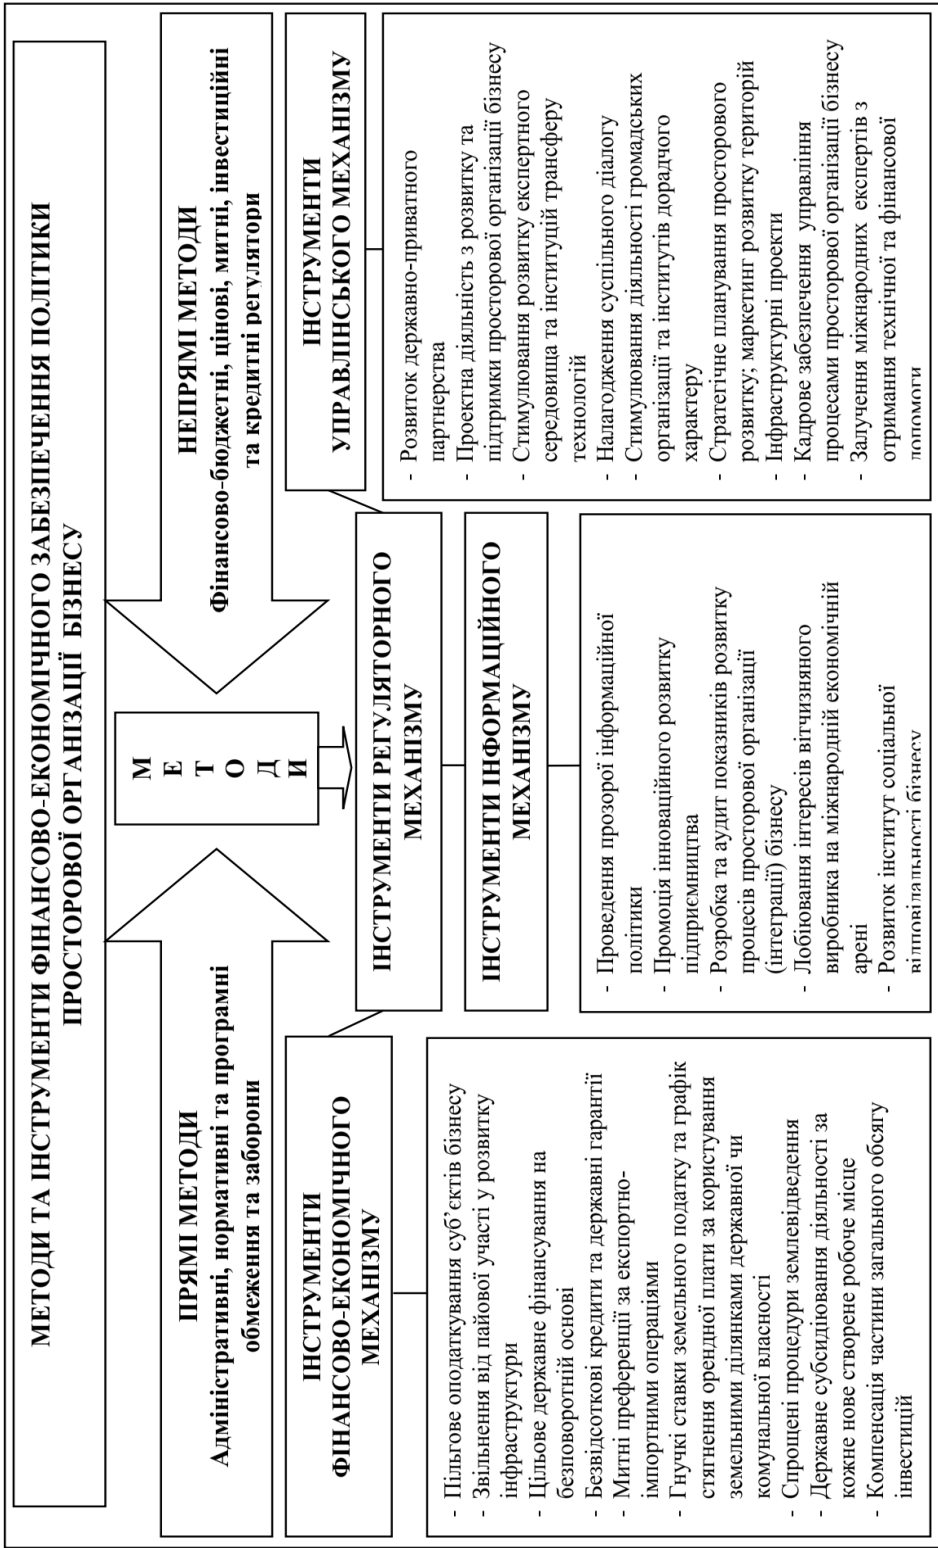 МЕТОДИ ТА ІНСТРУМЕНТИ ФІНАНСОВО-ЕКОНОМІЧНОГО ЗАБЕЗПЕЧЕННЯ ПОЛІТИКИ
ПРОСТОРОВОЇ ОРГАНІЗАЦІЇ БІЗНЕСУ
ПРЯМІ МЕТОДИ
Адміністративні, нормативні та програмні
обмеження та заборони
М
Е
Т
О
Д
И
НЕПРЯМІ МЕТОДИ
Фінансово-бюджетні, цінові, митні, інвестиційні
та кредитні регулятори
ІНСТРУМЕНТИ
ФІНАНСОВО-ЕКОНОМІЧНОГО
МЕХАНІЗМУ
- Пільгове оподаткування суб’єктів бізнесу
- Звільнення від пайової участі у розвитку
інфраструктури
- Цільове державне фінансування на
безповоротній основі
- Безвідсоткові кредити та державні гарантії
- Митні преференції за експортно-
імпортними операціями
- Гнучкі ставки земельного податку та графік
стягнення орендної плати за користування
земельними ділянками державної чи
комунальної власності
- Спрощені процедури землевідведення
- Державне субсидіювання діяльності за
кожне нове створене робоче місце
- Компенсація частини загального обсягу
інвестицій
ІНСТРУМЕНТИ РЕГУЛЯТОРНОГО
МЕХАНІЗМУ
ІНСТРУМЕНТИ ІНФОРМАЦІЙНОГО
МЕХАНІЗМУ
- Проведення прозорої інформаційної
політики
- Промоція інноваційного розвитку
підприємництва
- Розробка та аудит показників розвитку
процесів просторової організації
(інтеграції) бізнесу
- Лобіювання інтересів вітчизняного
виробника на міжнародній економічній
арені
- Розвиток інститут соціальної
відповідальності бізнесу
ІНСТРУМЕНТИ
УПРАВЛІНСЬКОГО МЕХАНІЗМУ
- Розвиток державно-приватного
партнерства
- Проектна діяльність з розвитку та
підтримки просторової організації бізнесу
- Стимулювання розвитку експертного
середовища та інституцій трансферу
технологій
- Налагодження суспільного діалогу
- Стимулювання діяльності громадських
організації та інститутів дорадчого
характеру
- Стратегічне планування просторового
розвитку; маркетинг розвитку територій
- Інфраструктурні проекти
- Кадрове забезпечення управління
процесами просторової організації бізнесу
- Залучення міжнародних експертів з
отримання технічної та фінансової
допомоги